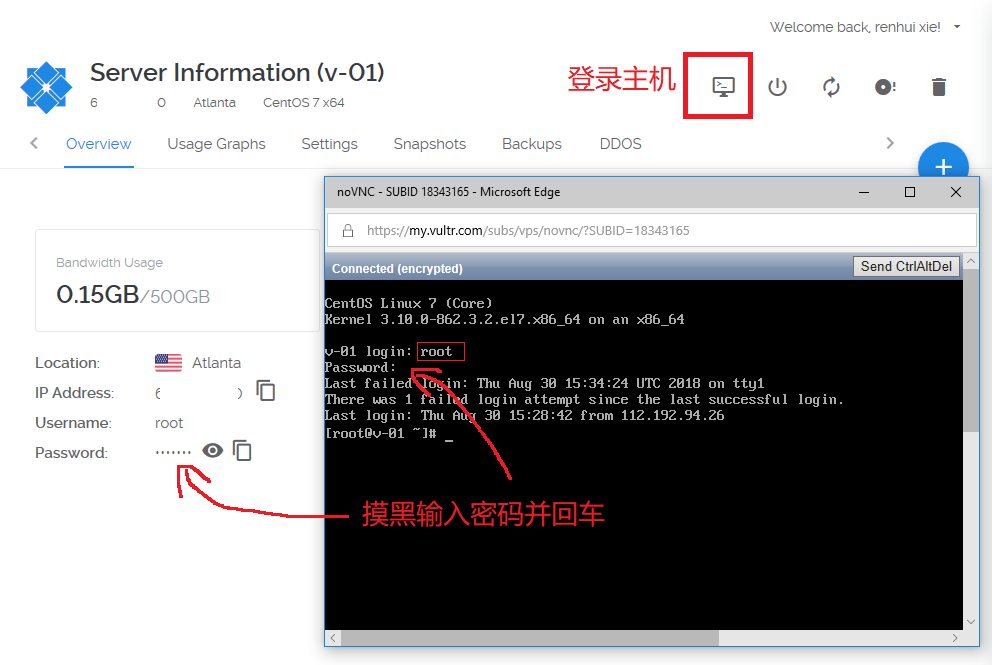 Welcome back, renhui xie!
Server Information (v-01)
登录主机
6 0 Atlanta CentOS 7 x64
Overview Usage Graphs Settings Snapshots Backups DDOS
noVNC - SUBID 18343165 - Microsoft Edge
https://my.vultr.com/subs/vps/novnc/?SUBID=18343165
Connected (encrypted)
Send CtrlAltDel
Bandwidth Usage
0.15GB/500GB
Location: Atlanta
IP Address: 6 )
Username: root
Password: ·······
CentOS Linux 7 (Core)
Kernel 3.10.0-862.3.2.el7.x86_64 on an x86_64
v-01 login: root
Password:
Last failed login: Thu Aug 30 15:34:24 UTC 2018 on tty1
There was 1 failed login attempt since the last successful login.
Last login: Thu Aug 30 15:28:42 from 112.192.94.26
[root@v-01 ~]# _
摸黑输入密码并回车